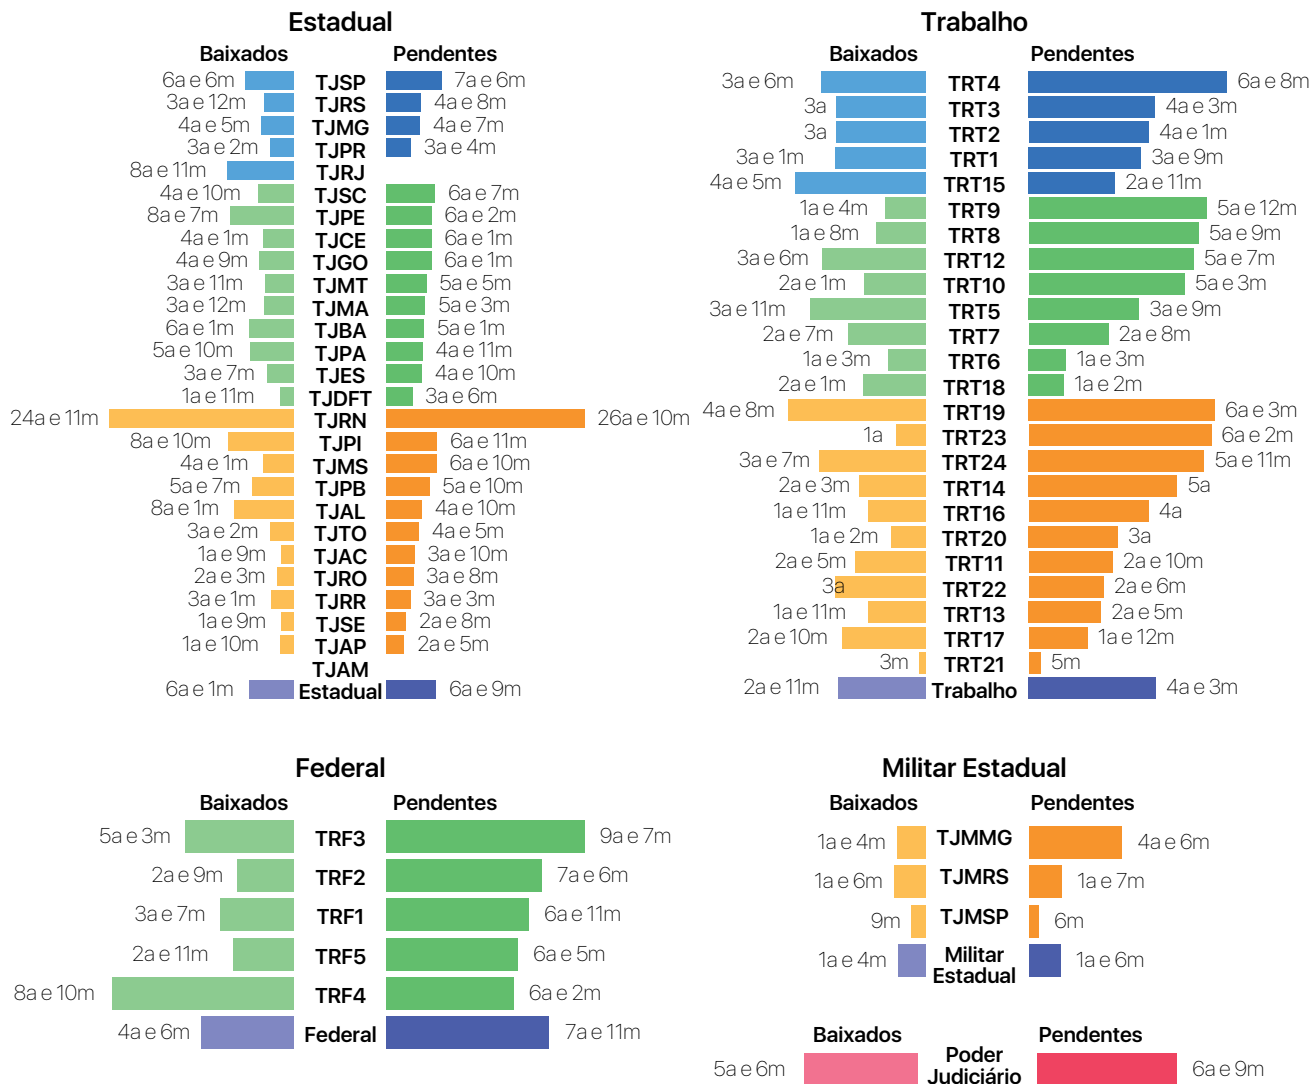 Estadual
Baixados Pendentes
6a e 6m TJSP 7a e 6m
3a e 12m TJRS 4a e 8m
4a e 5m TJMG 4a e 7m
3a e 2m TJPR 3a e 4m
8a e 11m TJRJ
4a e 10m TJSC 6a e 7m
8a e 7m TJPE 6a e 2m
4a e 1m TJCE 6a e 1m
4a e 9m TJGO 6a e 1m
3a e 11m TJMT 5a e 5m
3a e 12m TJMA 5a e 3m
6a e 1m TJBA 5a e 1m
5a e 10m TJPA 4a e 11m
3a e 7m TJES 4a e 10m
1a e 11m TJDFT 3a e 6m
24a e 11m TJRN 26a e 10m
8a e 10m TJPI 6a e 11m
4a e 1m TJMS 6a e 10m
5a e 7m TJPB 5a e 10m
8a e 1m TJAL 4a e 10m
3a e 2m TJTO 4a e 5m
1a e 9m TJAC 3a e 10m
2a e 3m TJRO 3a e 8m
3a e 1m TJRR 3a e 3m
1a e 9m TJSE 2a e 8m
1a e 10m TJAP 2a e 5m
TJAM
6a e 1m Estadual 6a e 9m
Trabalho
Baixados Pendentes
3a e 6m TRT4 6a e 8m
3a TRT3 4a e 3m
3a TRT2 4a e 1m
3a e 1m TRT1 3a e 9m
4a e 5m TRT15 2a e 11m
1a e 4m TRT9 5a e 12m
1a e 8m TRT8 5a e 9m
3a e 6m TRT12 5a e 7m
2a e 1m TRT10 5a e 3m
3a e 11m TRT5 3a e 9m
2a e 7m TRT7 2a e 8m
1a e 3m TRT6 1a e 3m
2a e 1m TRT18 1a e 2m
4a e 8m TRT19 6a e 3m
1a TRT23 6a e 2m
3a e 7m TRT24 5a e 11m
2a e 3m TRT14 5a
1a e 11m TRT16 4a
1a e 2m TRT20 3a
2a e 5m TRT11 2a e 10m
3a TRT22 2a e 6m
1a e 11m TRT13 2a e 5m
2a e 10m TRT17 1a e 12m
3m TRT21 5m
2a e 11m Trabalho 4a e 3m
Federal
Baixados Pendentes
5a e 3m TRF3 9a e 7m
2a e 9m TRF2 7a e 6m
3a e 7m TRF1 6a e 11m
2a e 11m TRF5 6a e 5m
8a e 10m TRF4 6a e 2m
4a e 6m Federal 7a e 11m
Militar Estadual
Baixados Pendentes
1a e 4m TJMMG 4a e 6m
1a e 6m TJMRS 1a e 7m
9m TJMSP 6m
1a e 4m Militar 1a e 6m
Estadual
Baixados Pendentes
5a e 6m Poder 6a e 9m
Judiciário